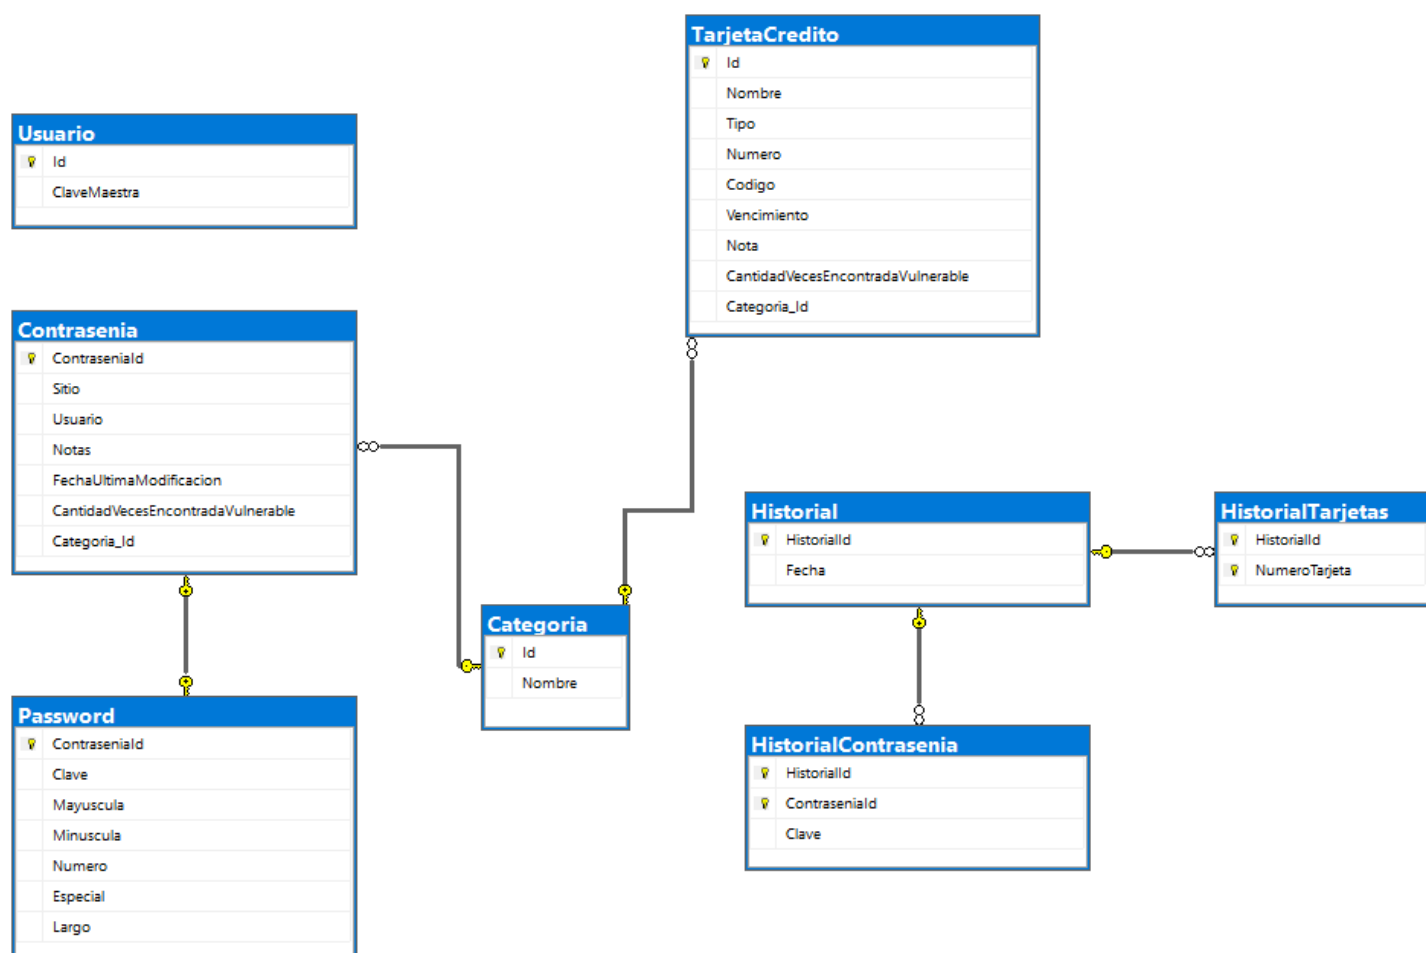 TarjetaCredito
Id
Nombre
Tipo
Numero
Codigo
Vencimiento
Nota
CantidadVecesEncontradaVulnerable
Categoria_Id
Usuario
Id
ClaveMaestra
Contrasenia
ContraseniaId
Sitio
Usuario
Notas
FechaUltimaModificacion
CantidadVecesEncontradaVulnerable
Categoria_Id
Historial
HistorialId
Fecha
HistorialTarjetas
HistorialId
NumeroTarjeta
Categoria
Id
Nombre
Password
ContraseniaId
Clave
Mayuscula
Minuscula
Numero
Especial
Largo
HistorialContrasenia
HistorialId
ContraseniaId
Clave